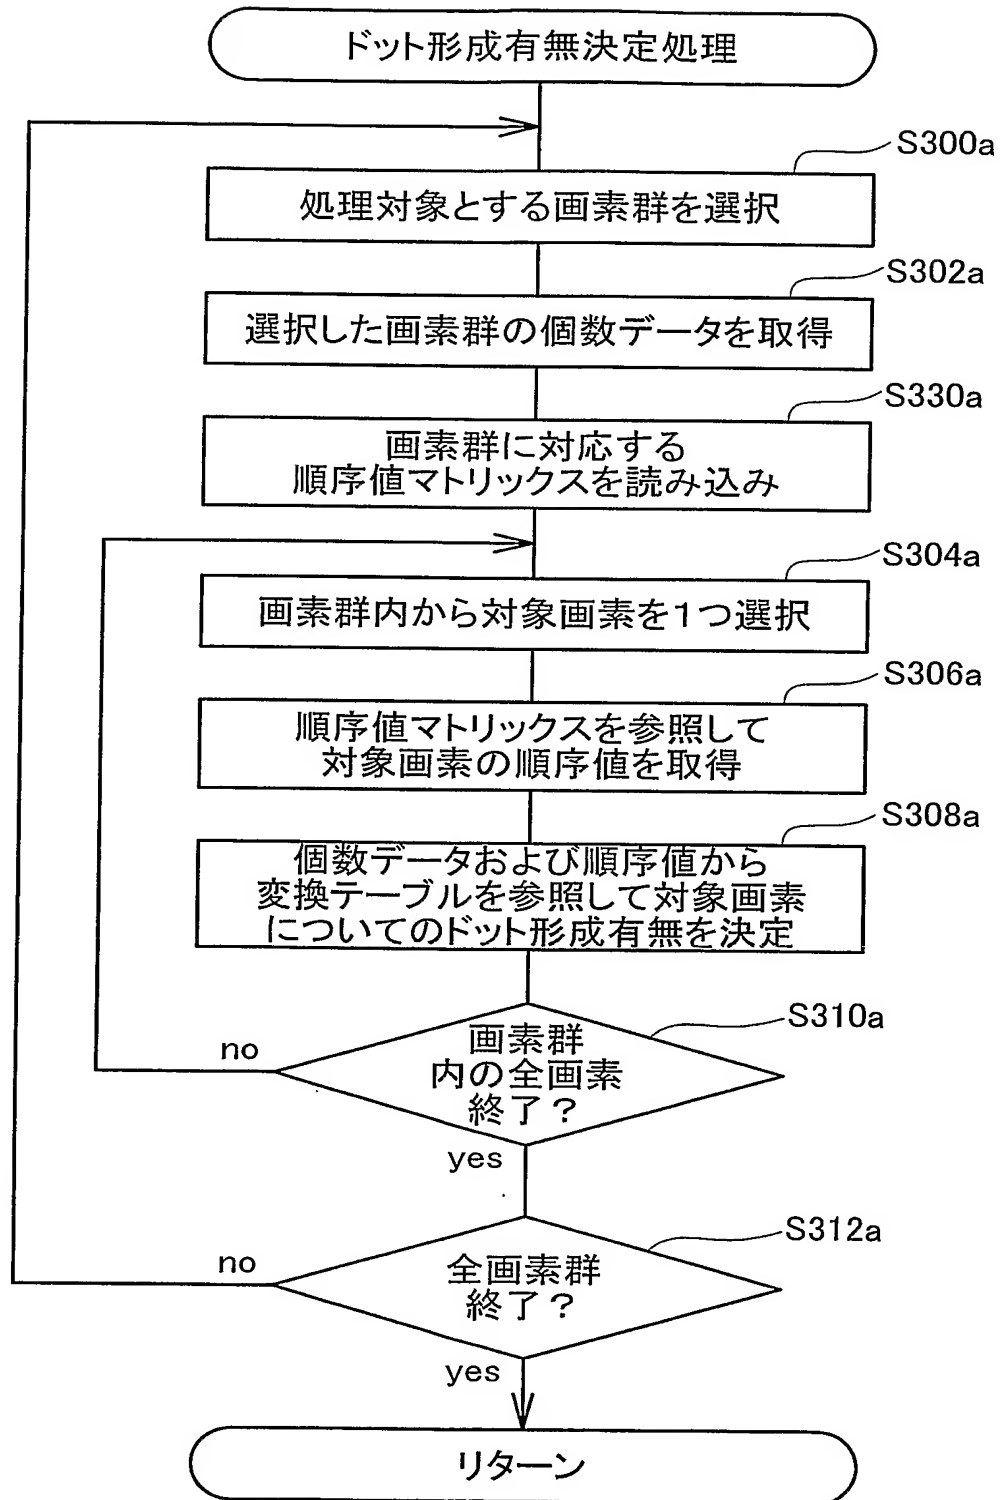 ドット形成有無決定処理
S300a
処理対象とする画素群を選択
S302a
選択した画素群の個数データを取得
S330a
画素群に対応する
順序値マトリックスを読み込み
S304a
画素群内から対象画素を1つ選択
S306a
順序値マトリックスを参照して
対象画素の順序値を取得
S308a
個数データおよび順序値から
変換テーブルを参照して対象画素
についてのドット形成有無を決定
S310a
画素群
内の全画素
終了?
no
yes
S312a
全画素群
終了?
no
yes
リターン